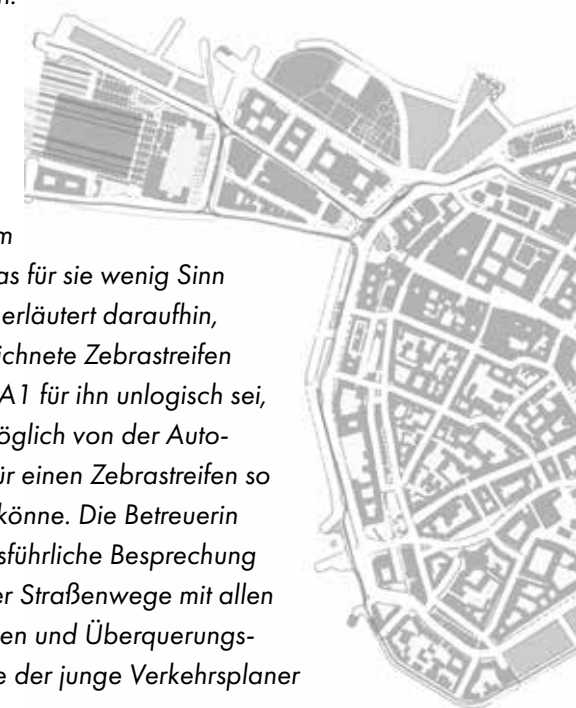 as für sie wenig Sinn
erläutert daraufhin,
ichnete Zebrastreifen
A1 für ihn unlogisch sei,
öglich von der Auto-
ür einen Zebrastreifen so
könne. Die Betreuerin
sführliche Besprechung
er Straßenwege mit allen
en und Überquerungs-
e der junge Verkehrsplaner